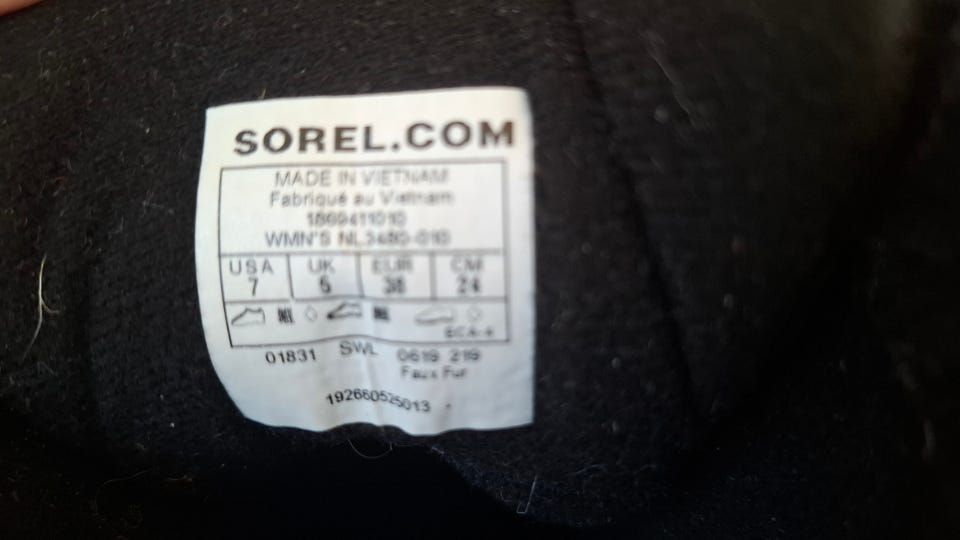 SOREL.COM
MADE IN VIETNAM
Fabriqué au Vietnam
1869411010
WMN'S NL3480-010
USA UK EUR CM
7 5 38 24
01831 SWL 0619 219
Faux Fur
192660525013